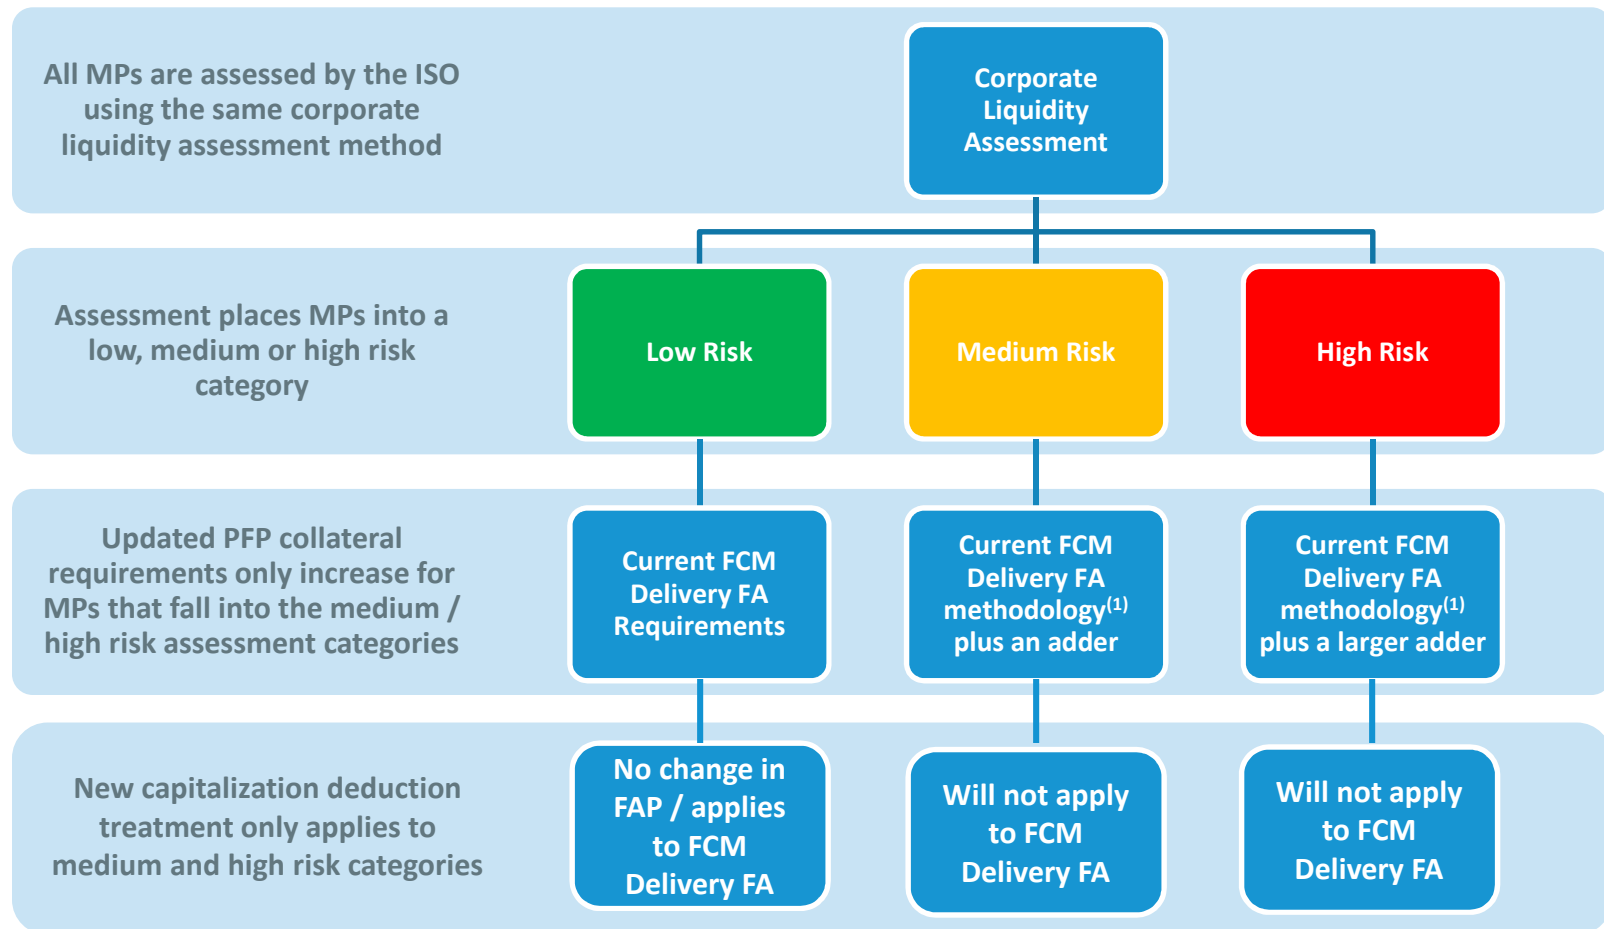 All MPs are assessed by the ISO
using the same corporate
liquidity assessment method
Corporate
Liquidity
Assessment
Assessment places MPs into a
low, medium or high risk
category
Low Risk
Medium Risk
High Risk
Updated PFP collateral
requirements only increase for
MPs that fall into the medium /
high risk assessment categories
Current FCM
Delivery FA
Requirements
Current FCM
Delivery FA
methodology(1)
plus an adder
Current FCM
Delivery FA
methodology(1)
plus a larger adder
New capitalization deduction
treatment only applies to
medium and high risk categories
No change in
FAP / applies
to FCM
Delivery FA
Will not apply
to FCM
Delivery FA
Will not apply
to FCM
Delivery FA